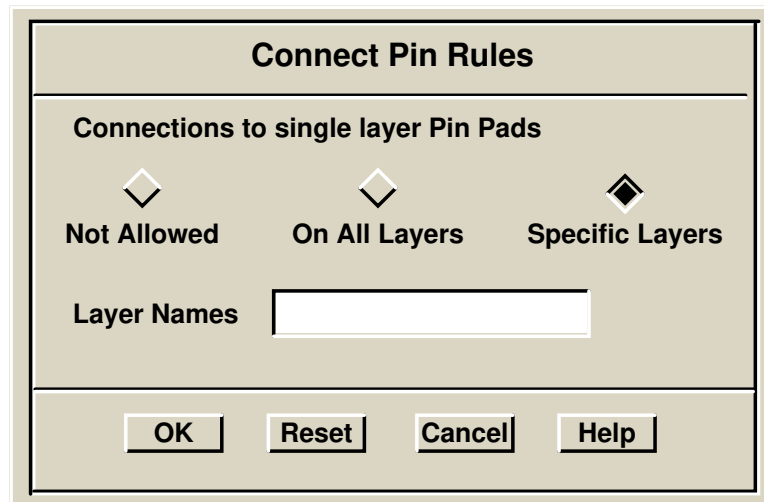 Connect Pin Rules
Connections to single layer Pin Pads
Not Allowed On All Layers Specific Layers
Layer Names
OK Reset Cancel Help